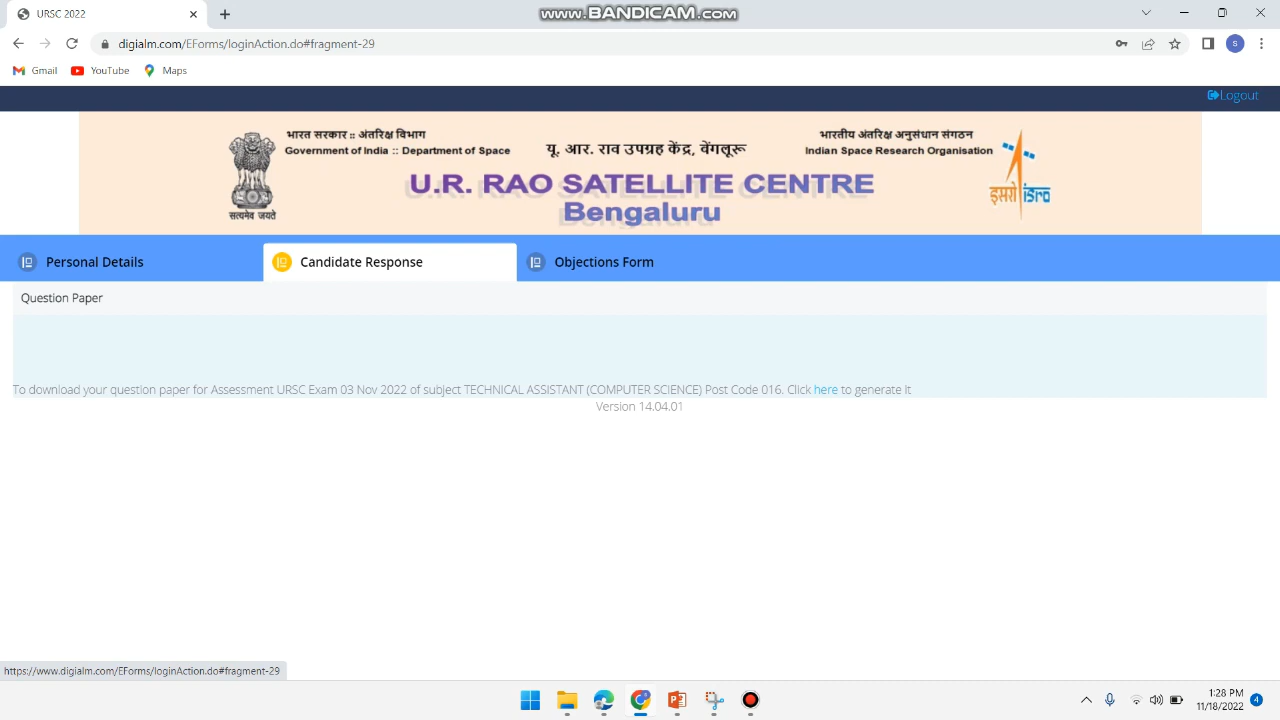 URSC 2022
www.BANDICAM.com
digialm.com/EForms/loginAction.do#fragment-29
S
Gmail
YouTube
Maps
Logout
भारत सरकार :: अंतरिक्ष विभाग
Government of India :: Department of Space
यू. आर. राव उपग्रह केंद्र, बेंगलूरू
भारतीय अंतरिक्ष अनुसंधान संगठन
Indian Space Research Organisation
U.R. RAO SATELLITE CENTRE
Bengaluru
सत्यमेव जयते
इसरो isro
Personal Details
Candidate Response
Objections Form
Question Paper
To download your question paper for Assessment URSC Exam 03 Nov 2022 of subject TECHNICAL ASSISTANT (COMPUTER SCIENCE) Post Code 016. Click here to generate it
Version 14.04.01
https://www.digialm.com/EForms/loginAction.do#fragment-29
1:28 PM
11/18/2022
4